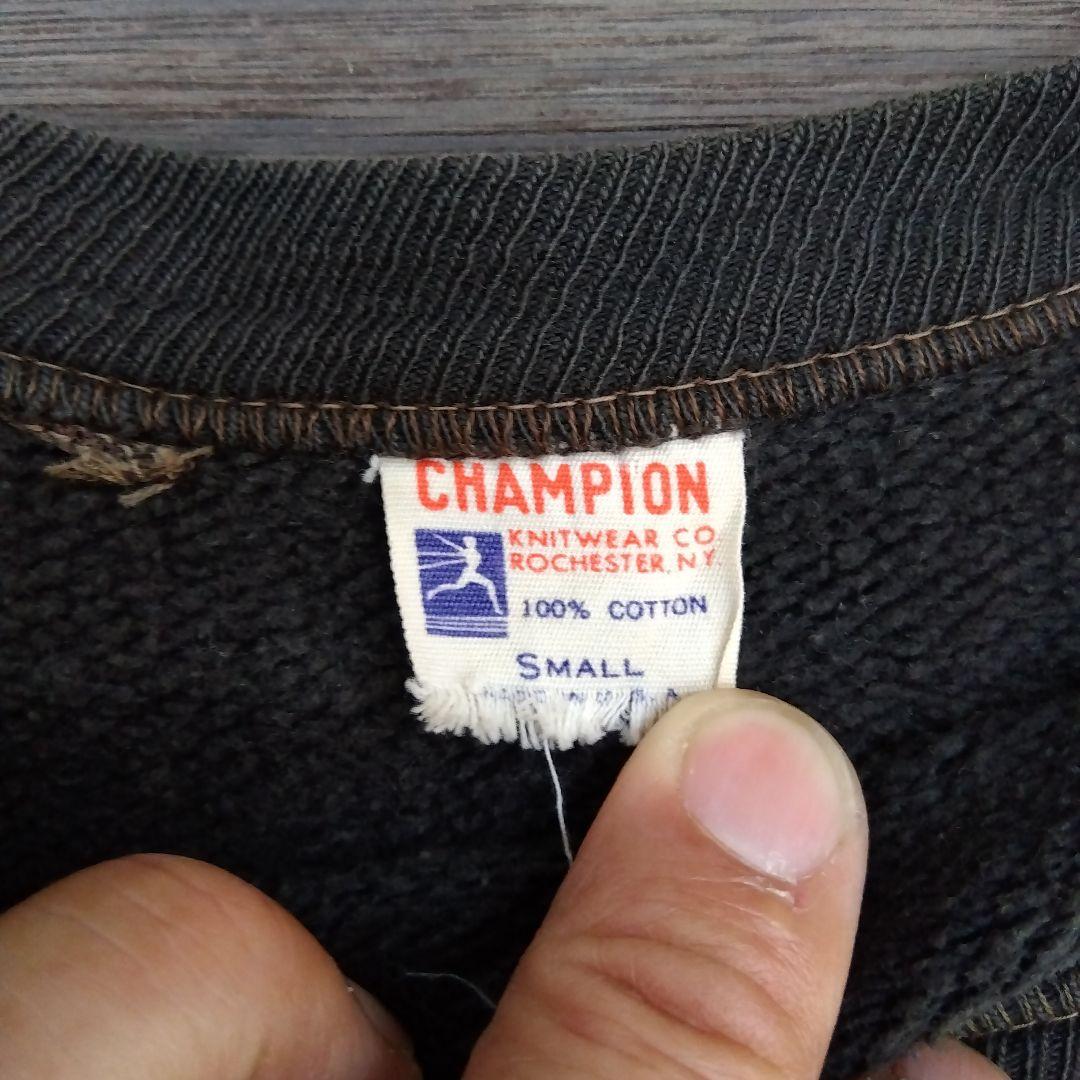 CHAMPION
KNITWEAR CO
ROCHESTER, N.Y.
100% COTTON
SMALL